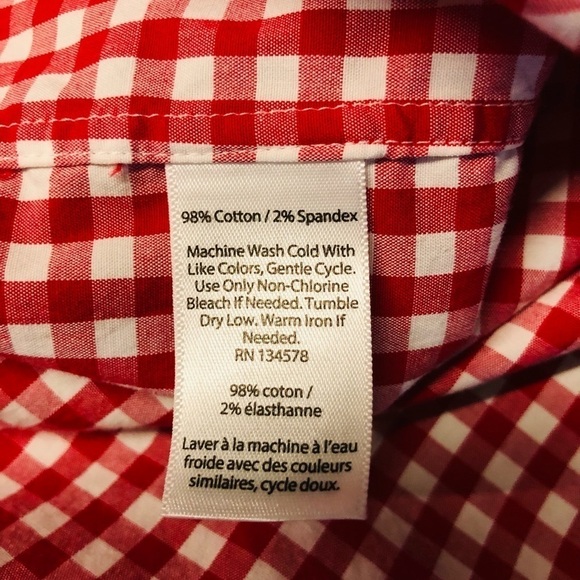 98% Cotton / 2% Spandex
Machine Wash Cold With
Like Colors, Gentle Cycle.
Use Only Non-Chlorine
Bleach If Needed. Tumble
Dry Low. Warm Iron If
Needed.
RN 134578
98% coton /
2% élasthanne
Laver à la machine à l'eau
froide avec des couleurs
similaires, cycle doux.